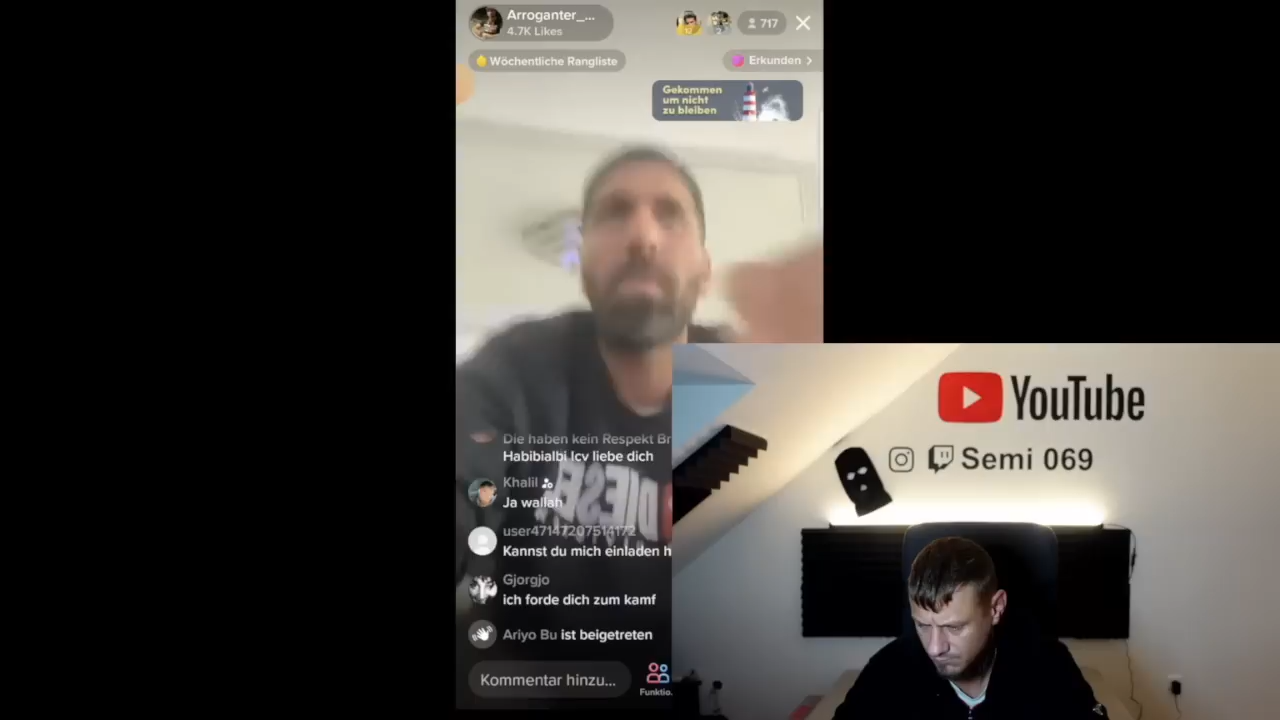 Arroganter_...
4.7K Likes
717
Wöchentliche Rangliste
Erkunden
Gekommen
um nicht
zu bleiben
Die haben kein Respekt Br
Habibialbi Icv liebe dich
Khalil
Ja wallah
user47147207514172
Kannst du mich einladen h
Gjorgjo
ich forde dich zum kamf
Ariyo Bu ist beigetreten
Kommentar hinzu...
Funktio.
DIESEL
YouTube
Semi 069